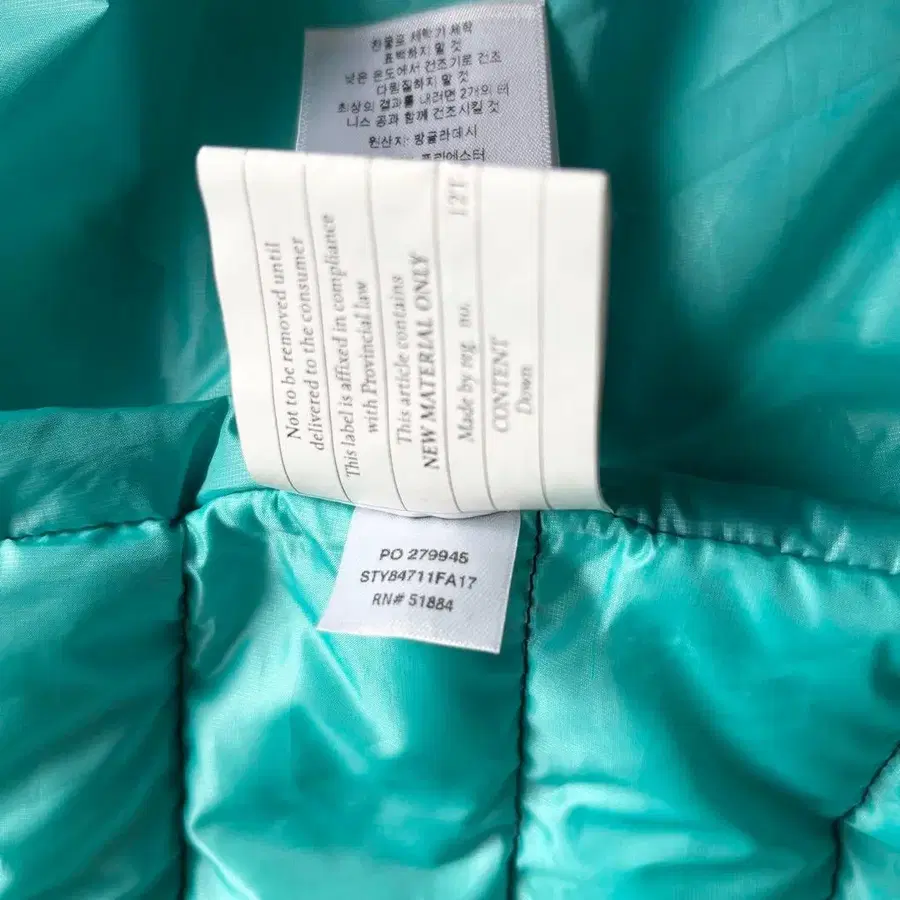 찬물로 세탁기 세탁
표백하지 말 것
낮은 온도에서 건조기로 건조
다림질하지 말 것
최상의 결과를 내려면 2개의 테
니스 공과 함께 건조시킬 것
원산지: 방글라데시
폴리에스터
Not to be removed until
delivered to the consumer
This label is affixed in compliance
with Provincial law
This article contains
NEW MATERIAL ONLY
Made by reg. no. 12T
CONTENT
Down
PO 279945
STY84711FA17
RN# 51884